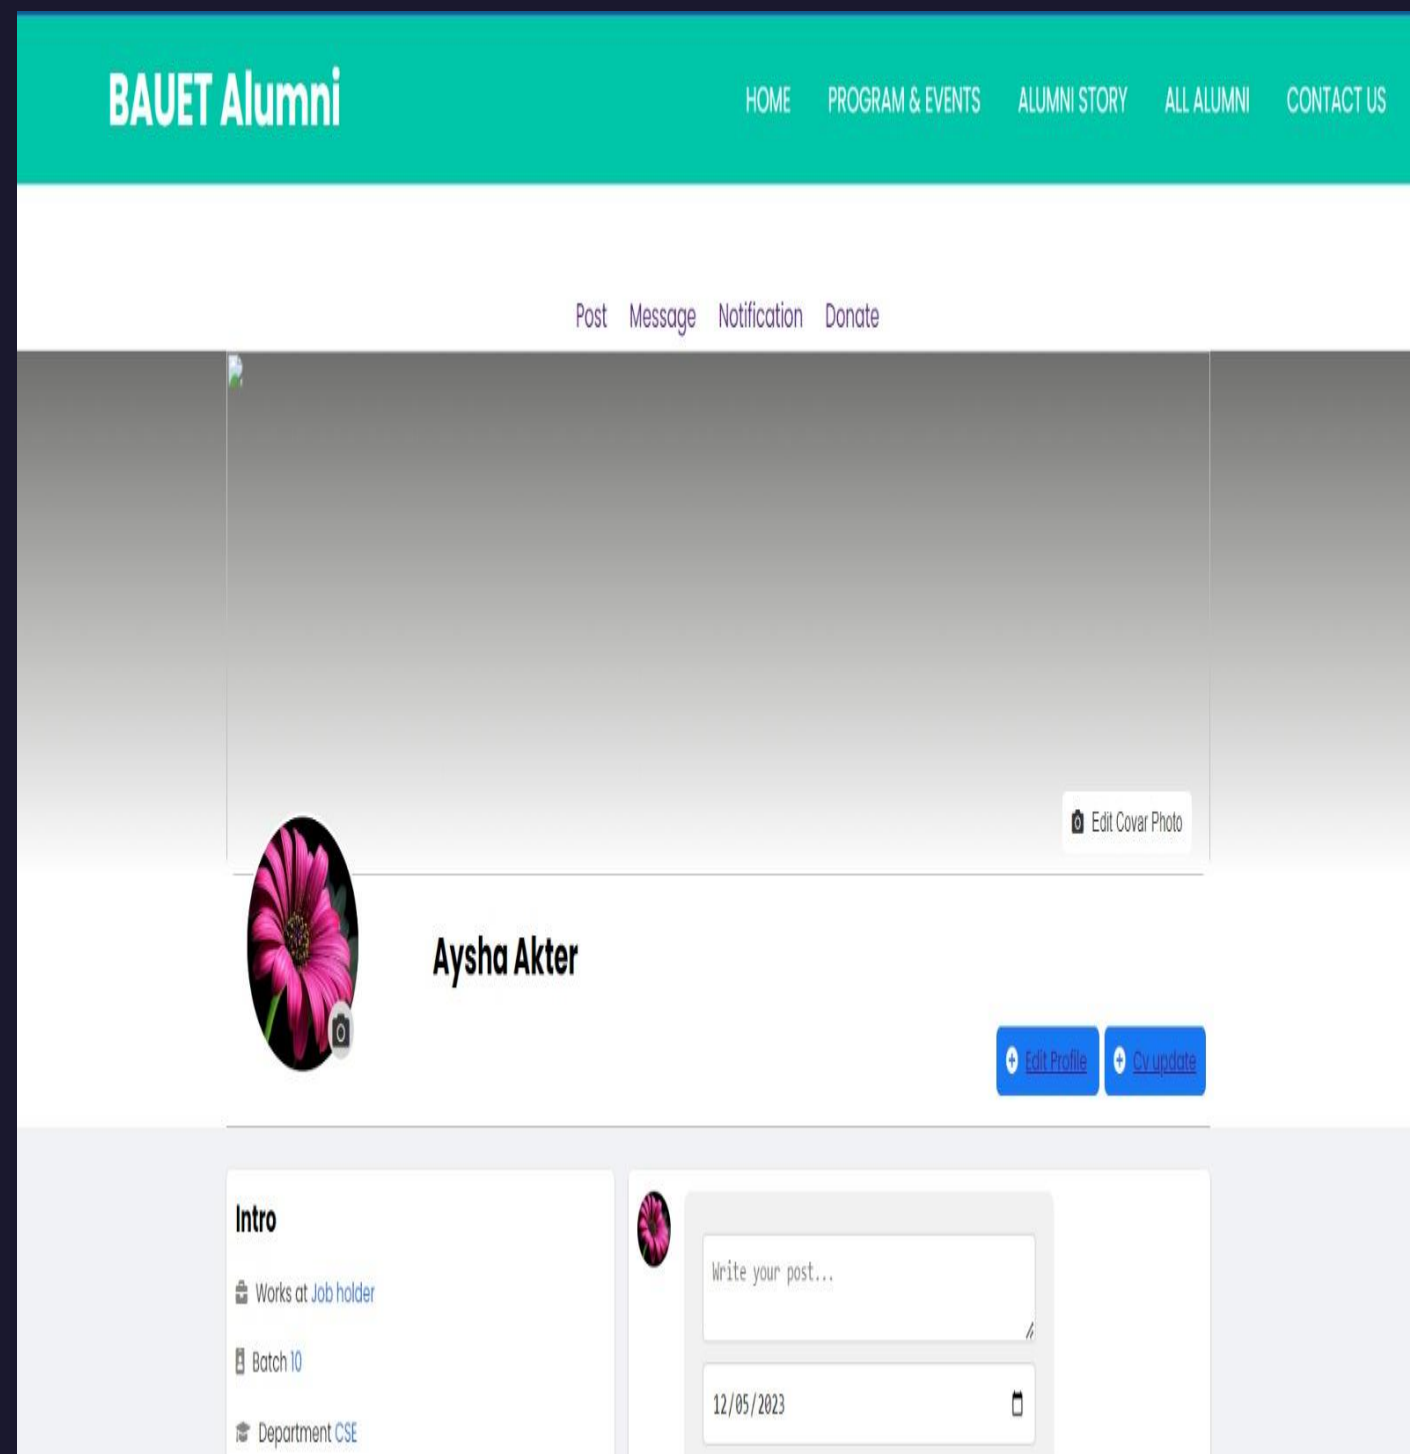 BAUET Alumni HOME PROGRAM & EVENTS ALUMNI STORY ALL ALUMNI CONTACT US
Post Message Notification Donate
Edit Covar Photo
Aysha Akter
Edit Profile Cv update
Intro
Works at Job holder
Batch 10
Department CSE
Write your post...
12/05/2023